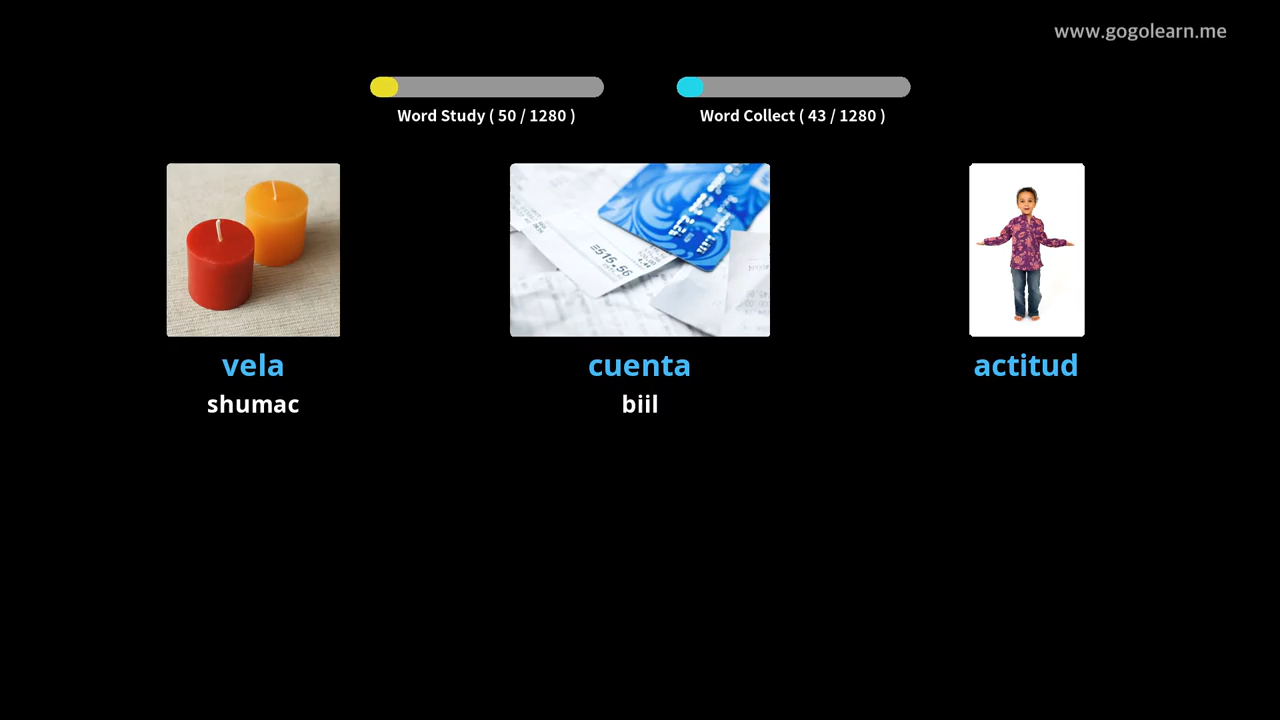 www.gogolearn.me
Word Study ( 50 / 1280 )
Word Collect ( 43 / 1280 )
vela
cuenta
actitud
shumac
biil